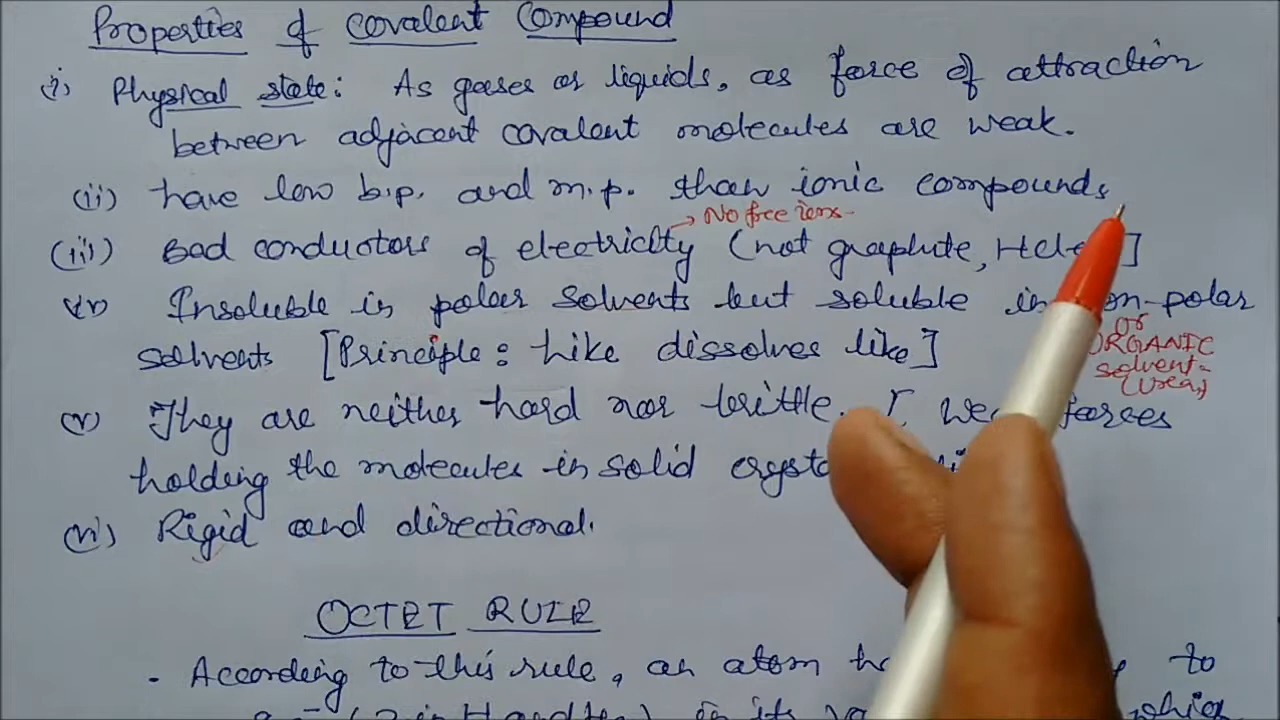 Properties of covalent Compound
(i) Physical state: As gases or liquids, as force of attraction
between adjacent covalent molecules are weak.
(ii) have low b.p. and m.p. than ionic compounds
→ No free ions-
(iii) Bad conductors of electricity (not graphite, HCl ]
(iv) Insoluble in polar solvents but soluble in non-polar
or
solvents [Principle: Like dissolves like]
ORGANIC
solvent-
(Urea,)
(v) They are neither hard nor brittle. [ forces
holding the molecules in solid
(vi) Rigid and directional.
OCTET RULE
- According to this rule, an atom to
in its which